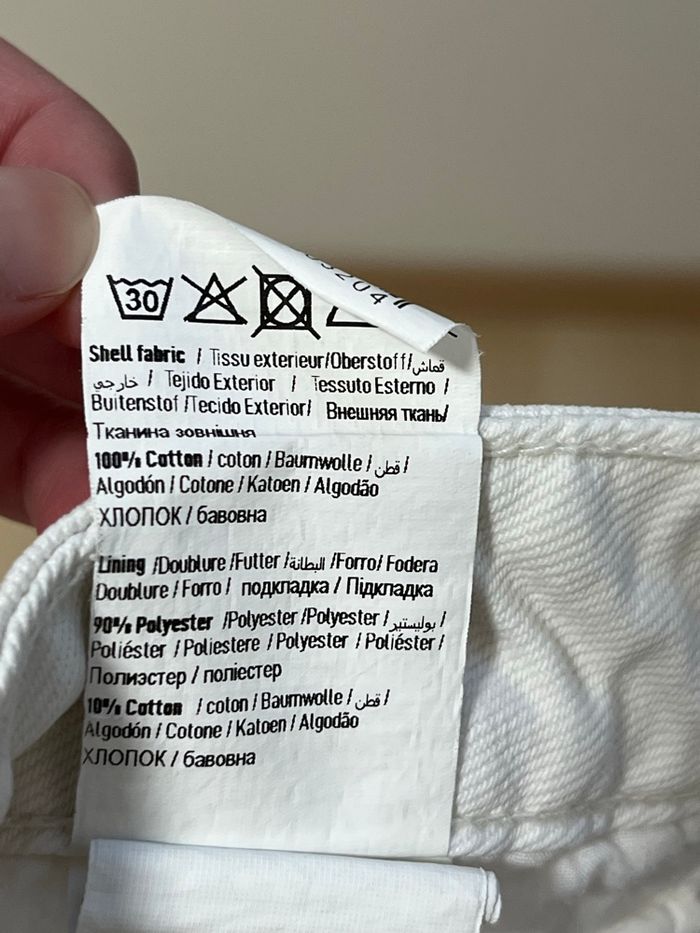 3204
30
Shell fabric / Tissu exterieur/Oberstoff/قماش
خارجي / Tejido Exterior / Tessuto Esterno /
Buitenstof /Tecido Exterior/ Внешняя ткань/
Тканина зовнішня
100% Cotton / coton / Baumwolle / قطن /
Algodón / Cotone / Katoen / Algodão
ХЛОПОК / бавовна
Lining /Doublure /Futter /البطانة /Forro/ Fodera
Doublure / Forro / подкладка / Підкладка
90% Polyester /Polyester /Polyester / بوليستير /
Poliéster / Poliestere / Polyester / Poliéster /
Полиэстер / поліестер
10% Cotton / coton / Baumwolle / قطن /
Algodón / Cotone / Katoen / Algodão
ХЛОПОК / бавовна